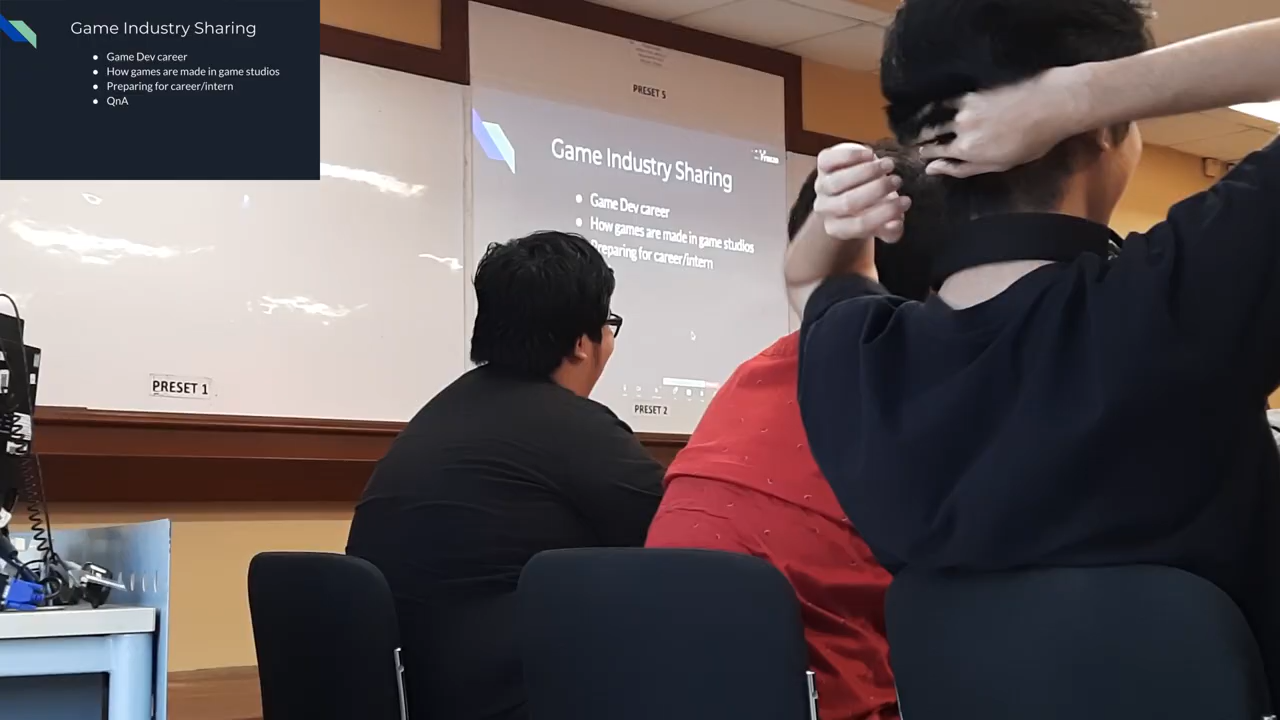 Game Industry Sharing
● Game Dev career
● How games are made in game studios
● Preparing for career/intern
● QnA
PRESET 5
Game Industry Sharing
● Game Dev career
● How games are made in game studios
Preparing for career/intern
PRESET 1
PRESET 2